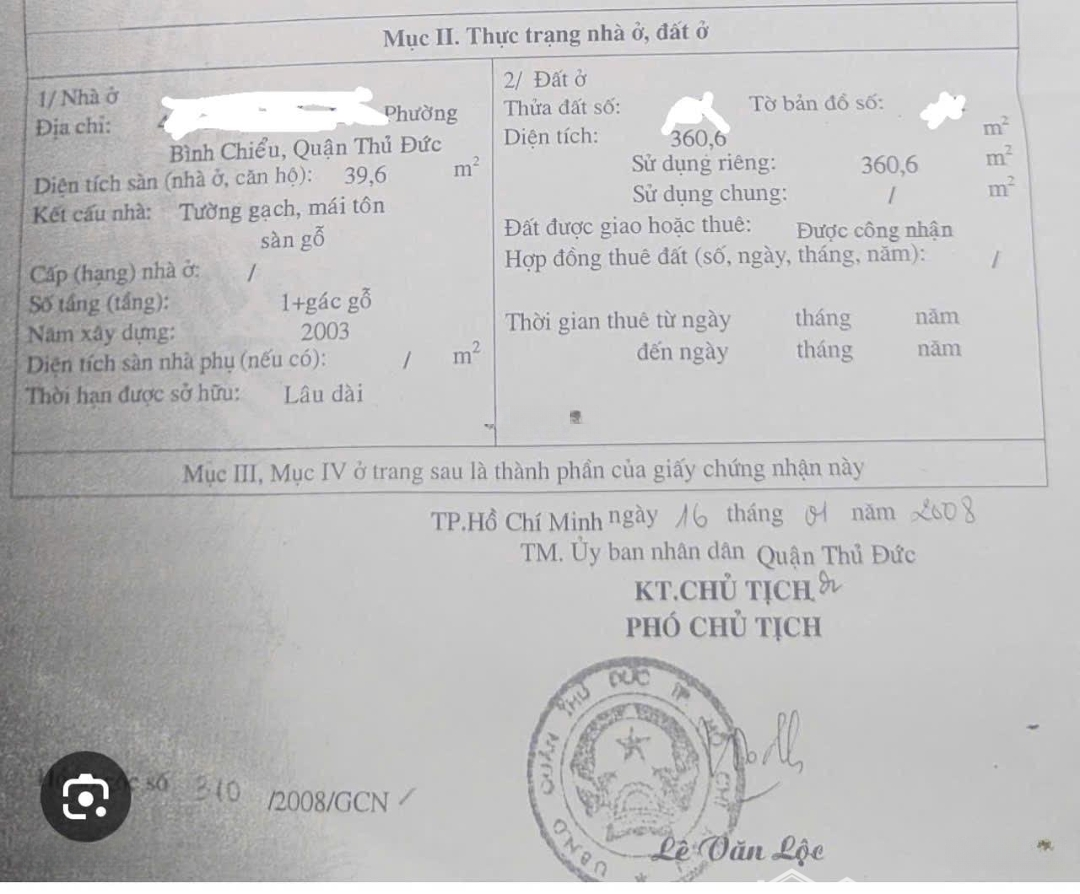 Mục II. Thực trạng nhà ở, đất ở
1/ Nhà ở
Địa chỉ: Phường
Bình Chiểu, Quận Thủ Đức
Diện tích sàn (nhà ở, căn hộ): 39,6 m²
Kết cấu nhà: Tường gạch, mái tôn
sàn gỗ
Cấp (hạng) nhà ở: /
Số tầng (tầng): 1+gác gỗ
Năm xây dựng: 2003
Diện tích sàn nhà phụ (nếu có): / m²
Thời hạn được sở hữu: Lâu dài
2/ Đất ở
Thửa đất số: Tờ bản đồ số:
Diện tích: 360,6 m²
Sử dụng riêng: 360,6 m²
Sử dụng chung: / m²
Đất được giao hoặc thuê: Được công nhận
Hợp đồng thuê đất (số, ngày, tháng, năm): /
Thời gian thuê từ ngày tháng năm
đến ngày tháng năm
Mục III, Mục IV ở trang sau là thành phần của giấy chứng nhận này
TP.Hồ Chí Minh ngày 16 tháng 01 năm 2008
TM. Ủy ban nhân dân Quận Thủ Đức
KT.CHỦ TỊCH
PHÓ CHỦ TỊCH
U.B.N.D QUẬN THỦ ĐỨC TP
số 310 /2008/GCN
Lê Văn Lộc